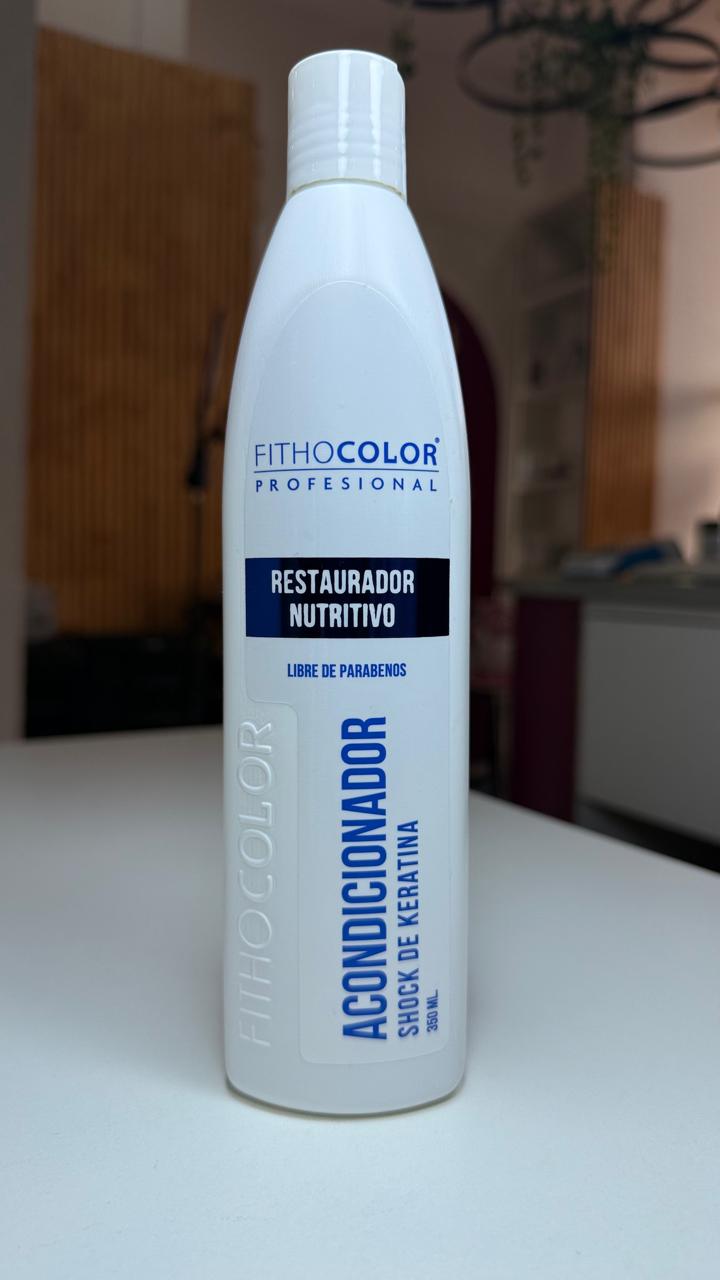 FITHOCOLOR®
PROFESIONAL
RESTAURADOR
NUTRITIVO
LIBRE DE PARABENOS
FITHOCOLOR
ACONDICIONADOR
SHOCK DE KERATINA
350 ML.